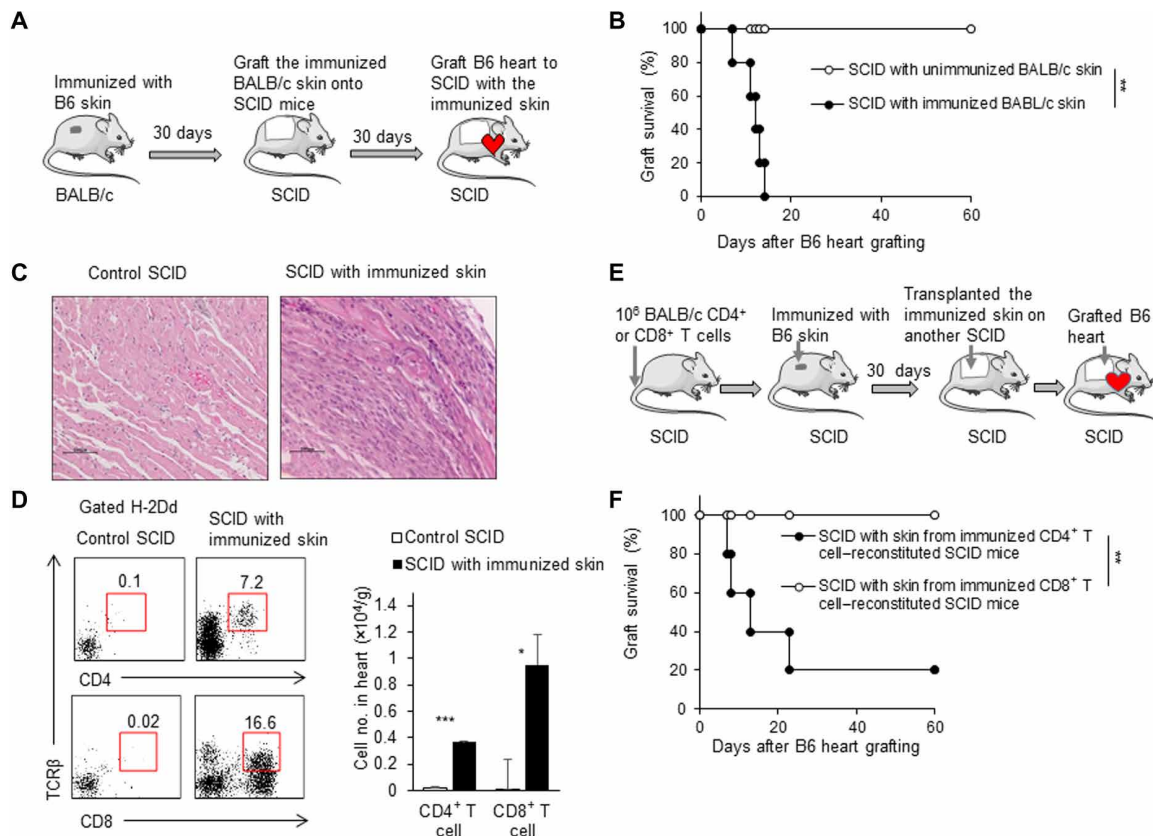 A
Immunized with
B6 skin
30 days
BALB/c
Graft the immunized
BALB/c skin onto
SCID mice
30 days
SCID
Graft B6 heart to
SCID with the
immunized skin
SCID
B
Graft survival (%)
100
80
60
40
20
0
0
20
40
60
Days after B6 heart grafting
SCID with unimmunized BALB/c skin
SCID with immunized BABL/c skin
**
C
Control SCID
SCID with immunized skin
D
Gated H-2Dd
Control SCID
SCID with
immunized skin
0.1
7.2
CD4
0.02
16.6
TCRβ
CD8
Control SCID
SCID with immunized skin
Cell no. in heart (×10⁴/g)
1.4
1.2
1
0.8
0.6
0.4
0.2
0
***
*
CD4⁺ T
cell
CD8⁺ T
cell
E
10⁶ BALB/c CD4⁺
or CD8⁺ T cells
SCID
Immunized with
B6 skin
SCID
30 days
Transplanted the
immunized skin on
another SCID
SCID
Grafted B6
heart
SCID
F
Graft survival (%)
100
80
60
40
20
0
0
20
40
60
Days after B6 heart grafting
SCID with skin from immunized CD4⁺ T
cell–reconstituted SCID mice
SCID with skin from immunized CD8⁺ T
cell–reconstituted SCID mice
**